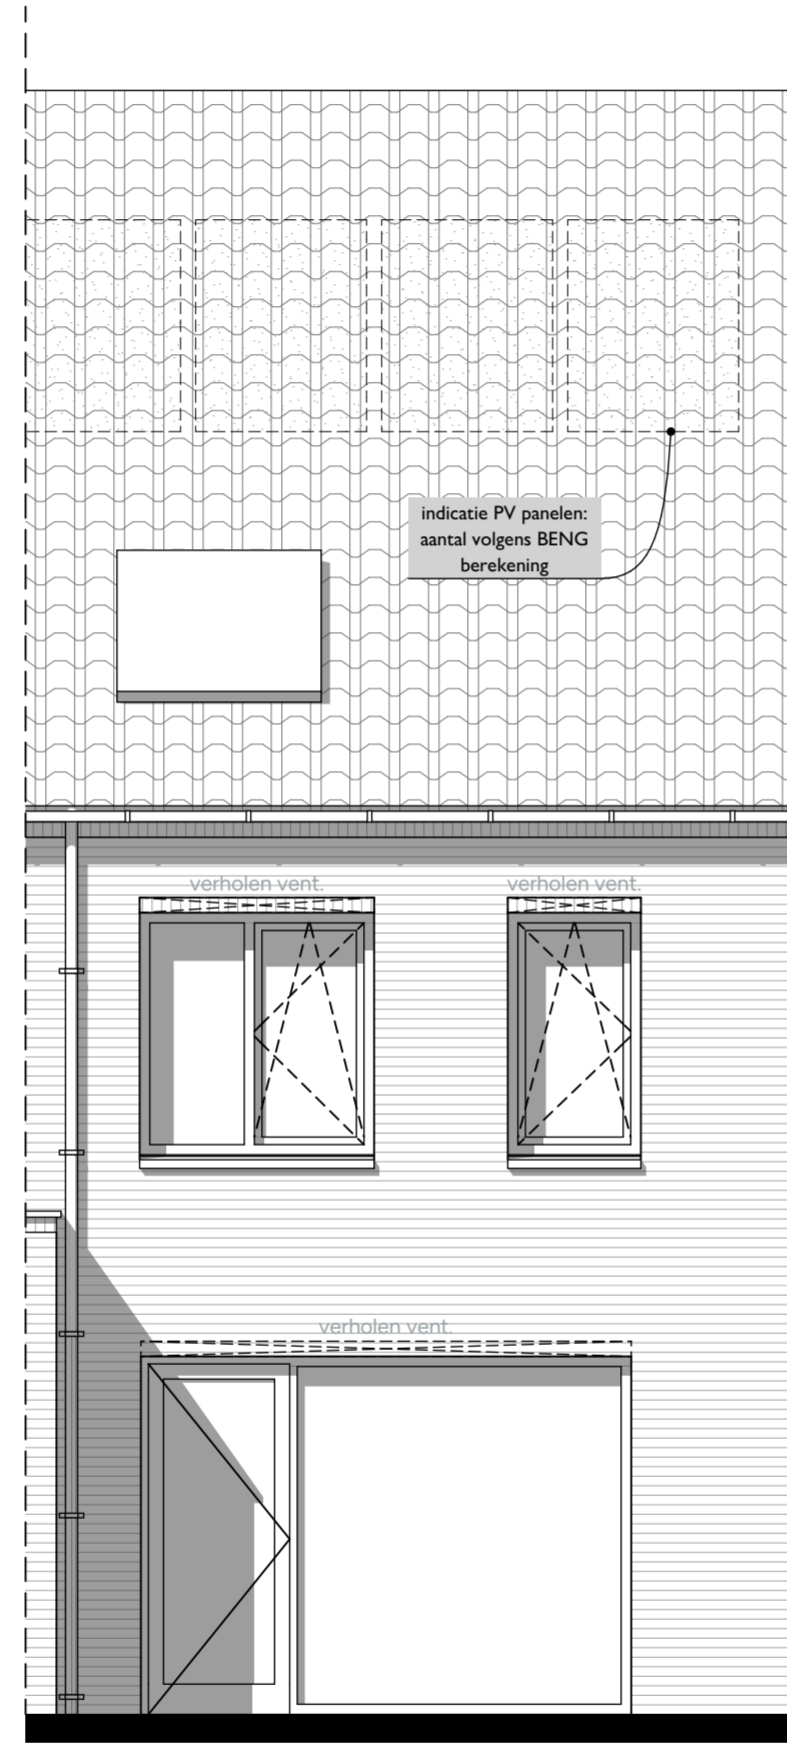 indicatie PV panelen:
aantal volgens BENG
berekening
verholen vent.
verholen vent.
verholen vent.